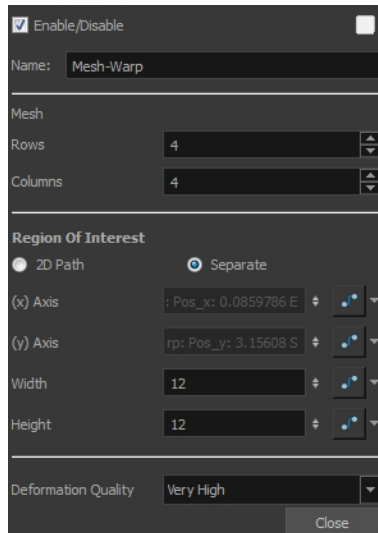 Enable/Disable
Name: Mesh-Warp
Mesh
Rows 4
Columns 4
Region Of Interest
2D Path Separate
(x) Axis : Pos_x: 0.0859786 E
(y) Axis rp: Pos_y: 3.15608 S
Width 12
Height 12
Deformation Quality Very High
Close